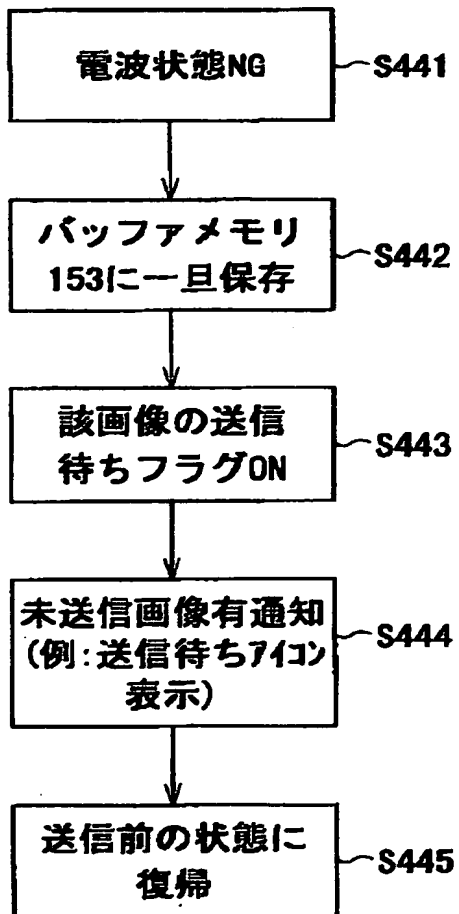 電波状態NG
S441
バッファメモリ
153に一旦保存
S442
該画像の送信
待ちフラグON
S443
未送信画像有通知
(例:送信待ちアイコン
表示)
S444
送信前の状態に
復帰
S445